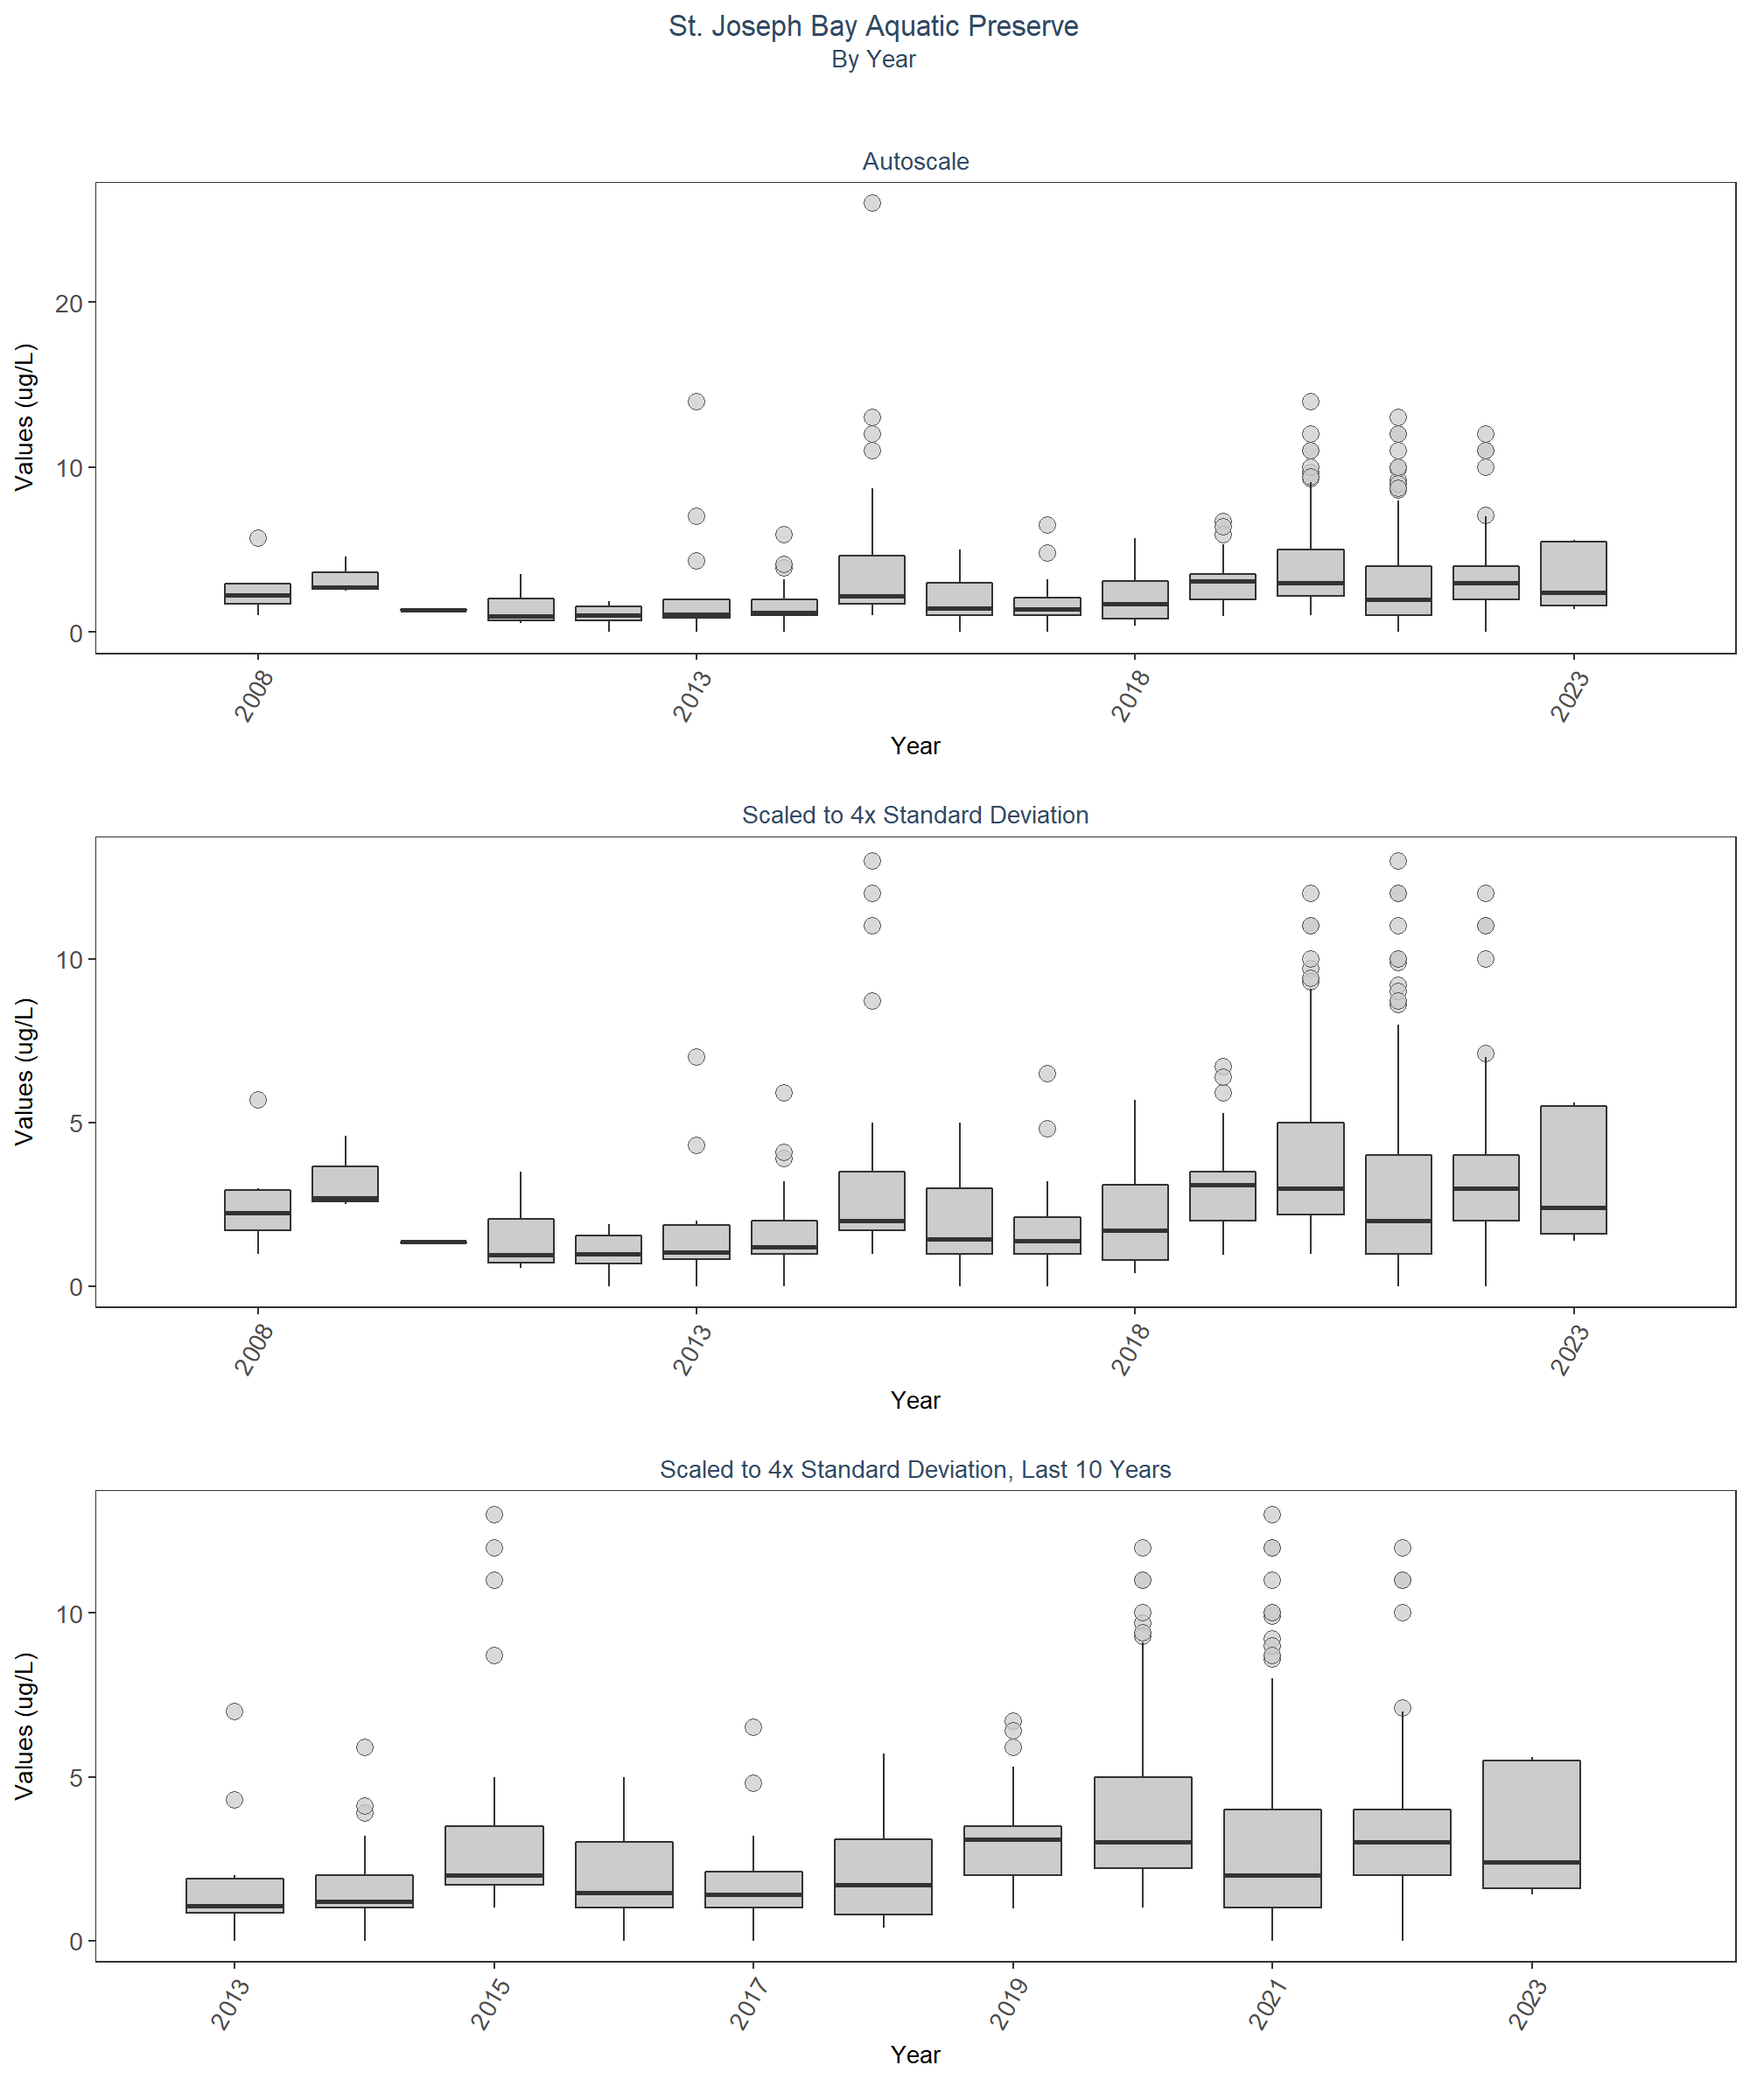 St. Joseph Bay Aquatic Preserve
By Year
Autoscale
Values (ug/L)
20
10
0
2008
2013
2018
2023
Year
Scaled to 4x Standard Deviation
Values (ug/L)
10
5
0
2008
2013
2018
2023
Year
Scaled to 4x Standard Deviation, Last 10 Years
Values (ug/L)
10
5
0
2013
2015
2017
2019
2021
2023
Year